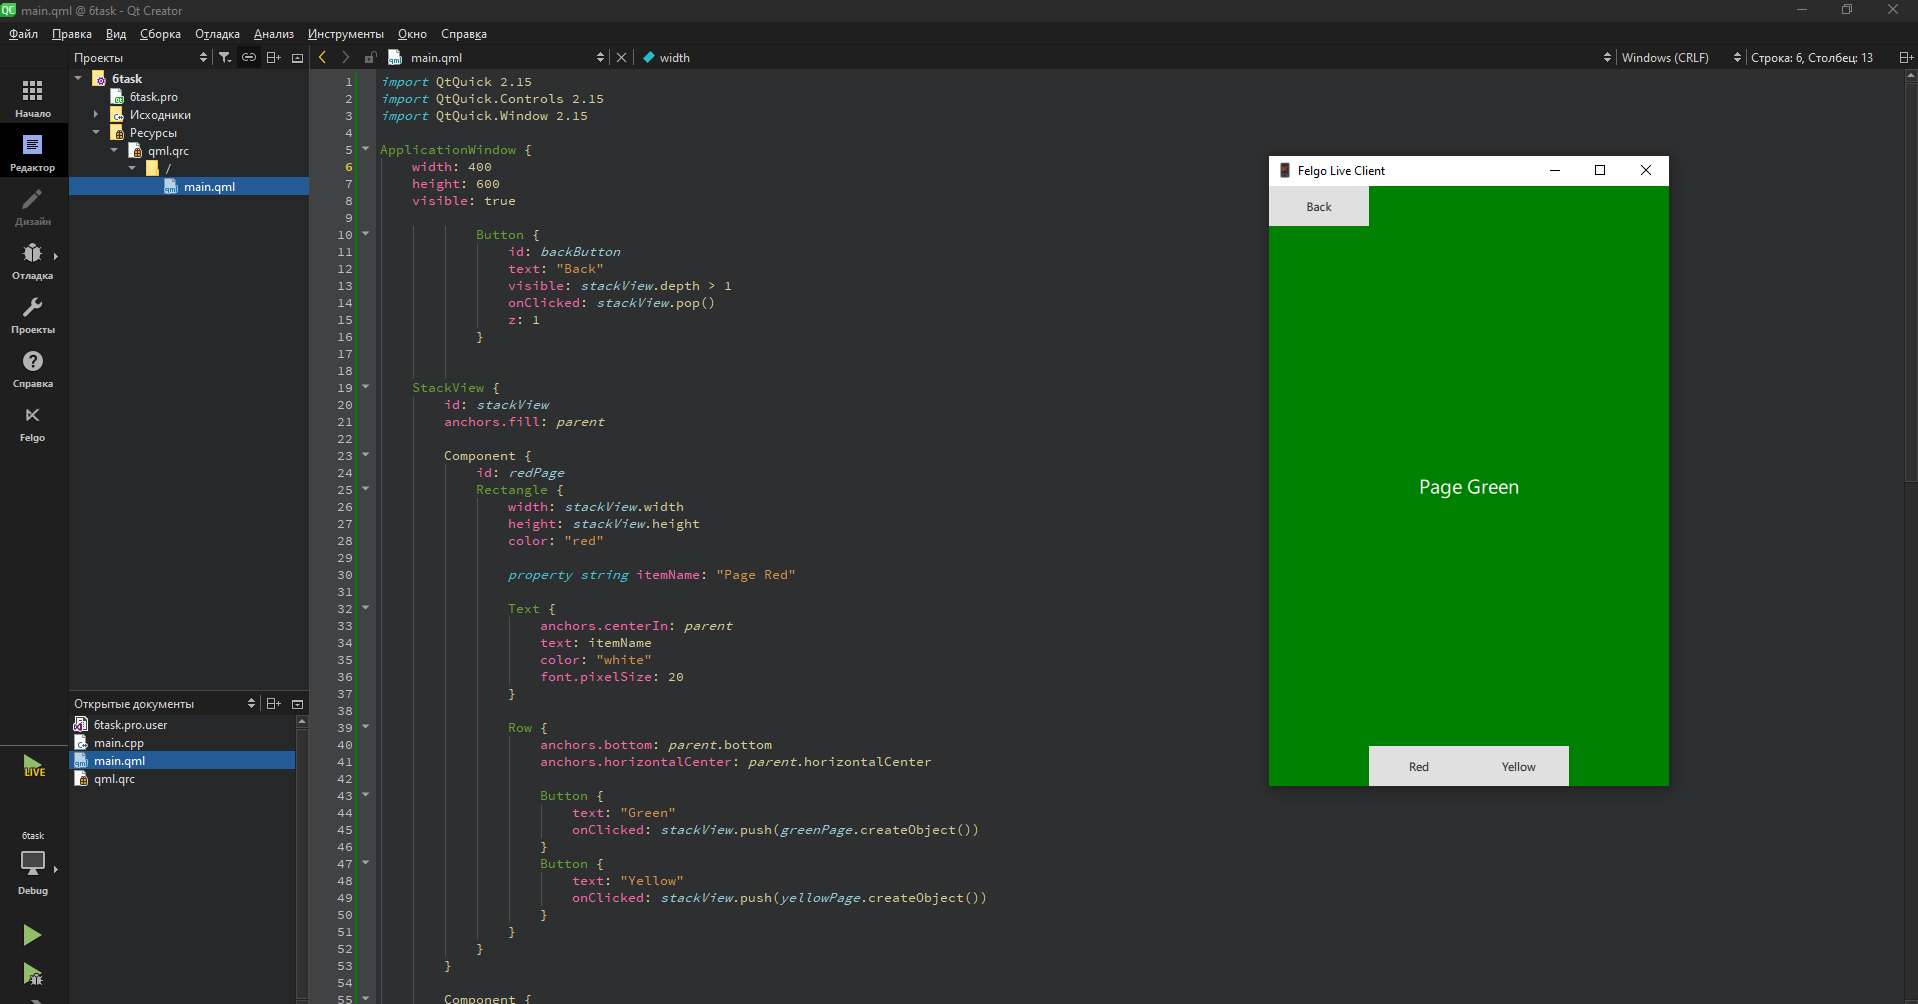 main.qml @ 6task - Qt Creator
Файл Правка Вид Сборка Отладка Анализ Инструменты Окно Справка
Проекты
main.qml
width
Windows (CRLF)
Строка: 6, Столбец: 13
Начало
Редактор
Дизайн
Отладка
Проекты
Справка
Felgo
6task
6task.pro
Исходники
Ресурсы
qml.qrc
/
main.qml
Открытые документы
6task.pro.user
main.cpp
main.qml
qml.qrc
LIVE
6task
Debug
1 import QtQuick 2.15
2 import QtQuick.Controls 2.15
3 import QtQuick.Window 2.15
4
5 ApplicationWindow {
6 width: 400
7 height: 600
8 visible: true
9
10 Button {
11 id: backButton
12 text: "Back"
13 visible: stackView.depth > 1
14 onClicked: stackView.pop()
15 z: 1
16 }
17
18
19 StackView {
20 id: stackView
21 anchors.fill: parent
22
23 Component {
24 id: redPage
25 Rectangle {
26 width: stackView.width
27 height: stackView.height
28 color: "red"
29
30 property string itemName: "Page Red"
31
32 Text {
33 anchors.centerIn: parent
34 text: itemName
35 color: "white"
36 font.pixelSize: 20
37 }
38
39 Row {
40 anchors.bottom: parent.bottom
41 anchors.horizontalCenter: parent.horizontalCenter
42
43 Button {
44 text: "Green"
45 onClicked: stackView.push(greenPage.createObject())
46 }
47 Button {
48 text: "Yellow"
49 onClicked: stackView.push(yellowPage.createObject())
50 }
51 }
52 }
53 }
54
55 Component {
Felgo Live Client
Back
Page Green
Red Yellow